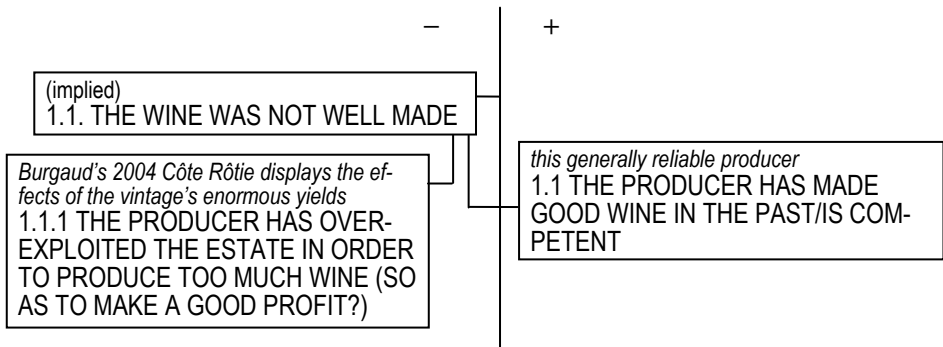 − +
(implied)
1.1. THE WINE WAS NOT WELL MADE
Burgaud's 2004 Côte Rôtie displays the ef-
fects of the vintage's enormous yields
1.1.1 THE PRODUCER HAS OVER-
EXPLOITED THE ESTATE IN ORDER
TO PRODUCE TOO MUCH WINE (SO
AS TO MAKE A GOOD PROFIT?)
this generally reliable producer
1.1 THE PRODUCER HAS MADE
GOOD WINE IN THE PAST/IS COM-
PETENT